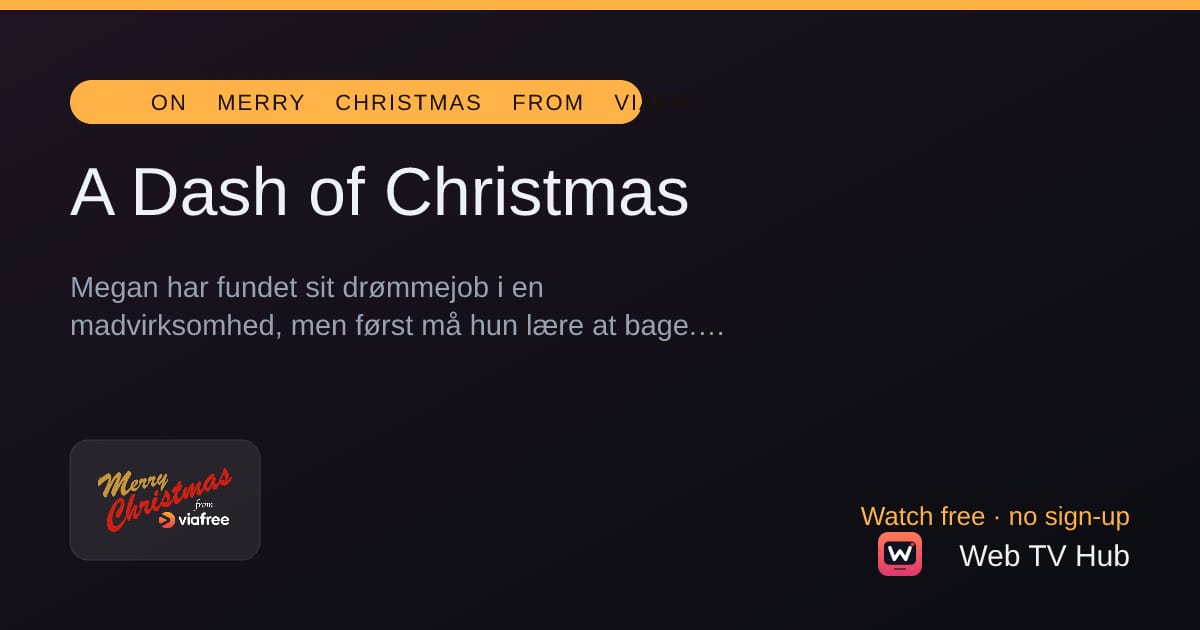 ON MERRY CHRISTMAS FROM
A Dash of Christmas
Megan har fundet sit drømmejob i en
madvirksomhed, men først må hun lære at bage.…
Merry
Christmas
from
viafree
Watch free · no sign-up
W
Web TV Hub